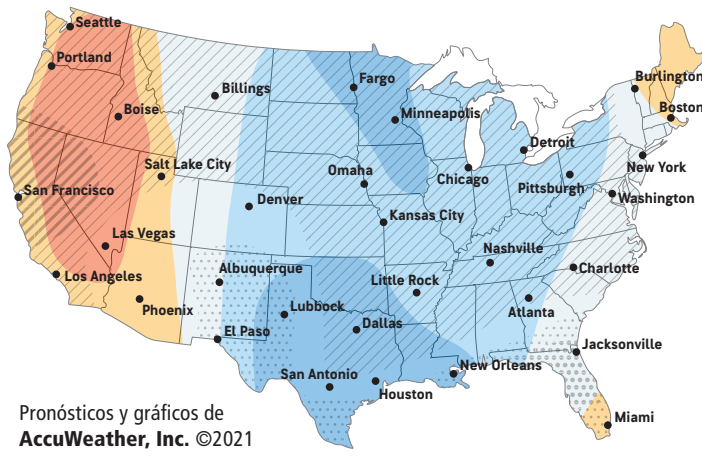 Seattle
Portland
Billings
Fargo
Burlington
Minneapolis
Boise
Boston
Detroit
Salt Lake City
Omaha
Chicago
New York
Pittsburgh
San Francisco
Denver
Washington
Kansas City
Las Vegas
Nashville
Los Angeles
Albuquerque
Charlotte
Little Rock
Phoenix
Lubbock
Atlanta
El Paso
Dallas
Jacksonville
San Antonio
New Orleans
Houston
Miami
Pronósticos y gráficos de
AccuWeather, Inc. ©2021